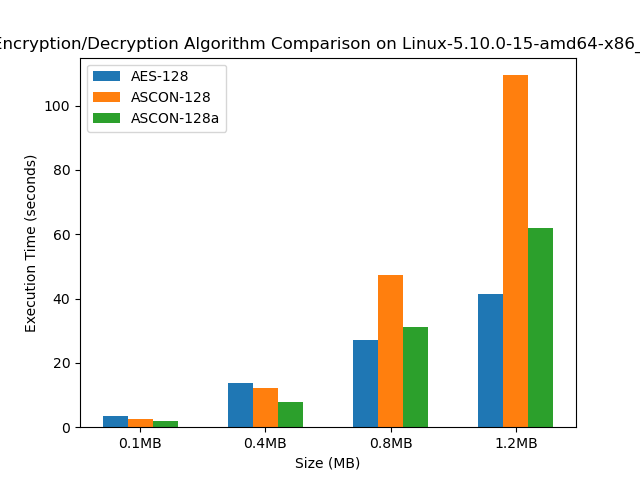 Encryption/Decryption Algorithm Comparison on Linux-5.10.0-15-amd64-x86_
AES-128
ASCON-128
ASCON-128a
Execution Time (seconds)
100
80
60
40
20
0
0.1MB 0.4MB 0.8MB 1.2MB
Size (MB)